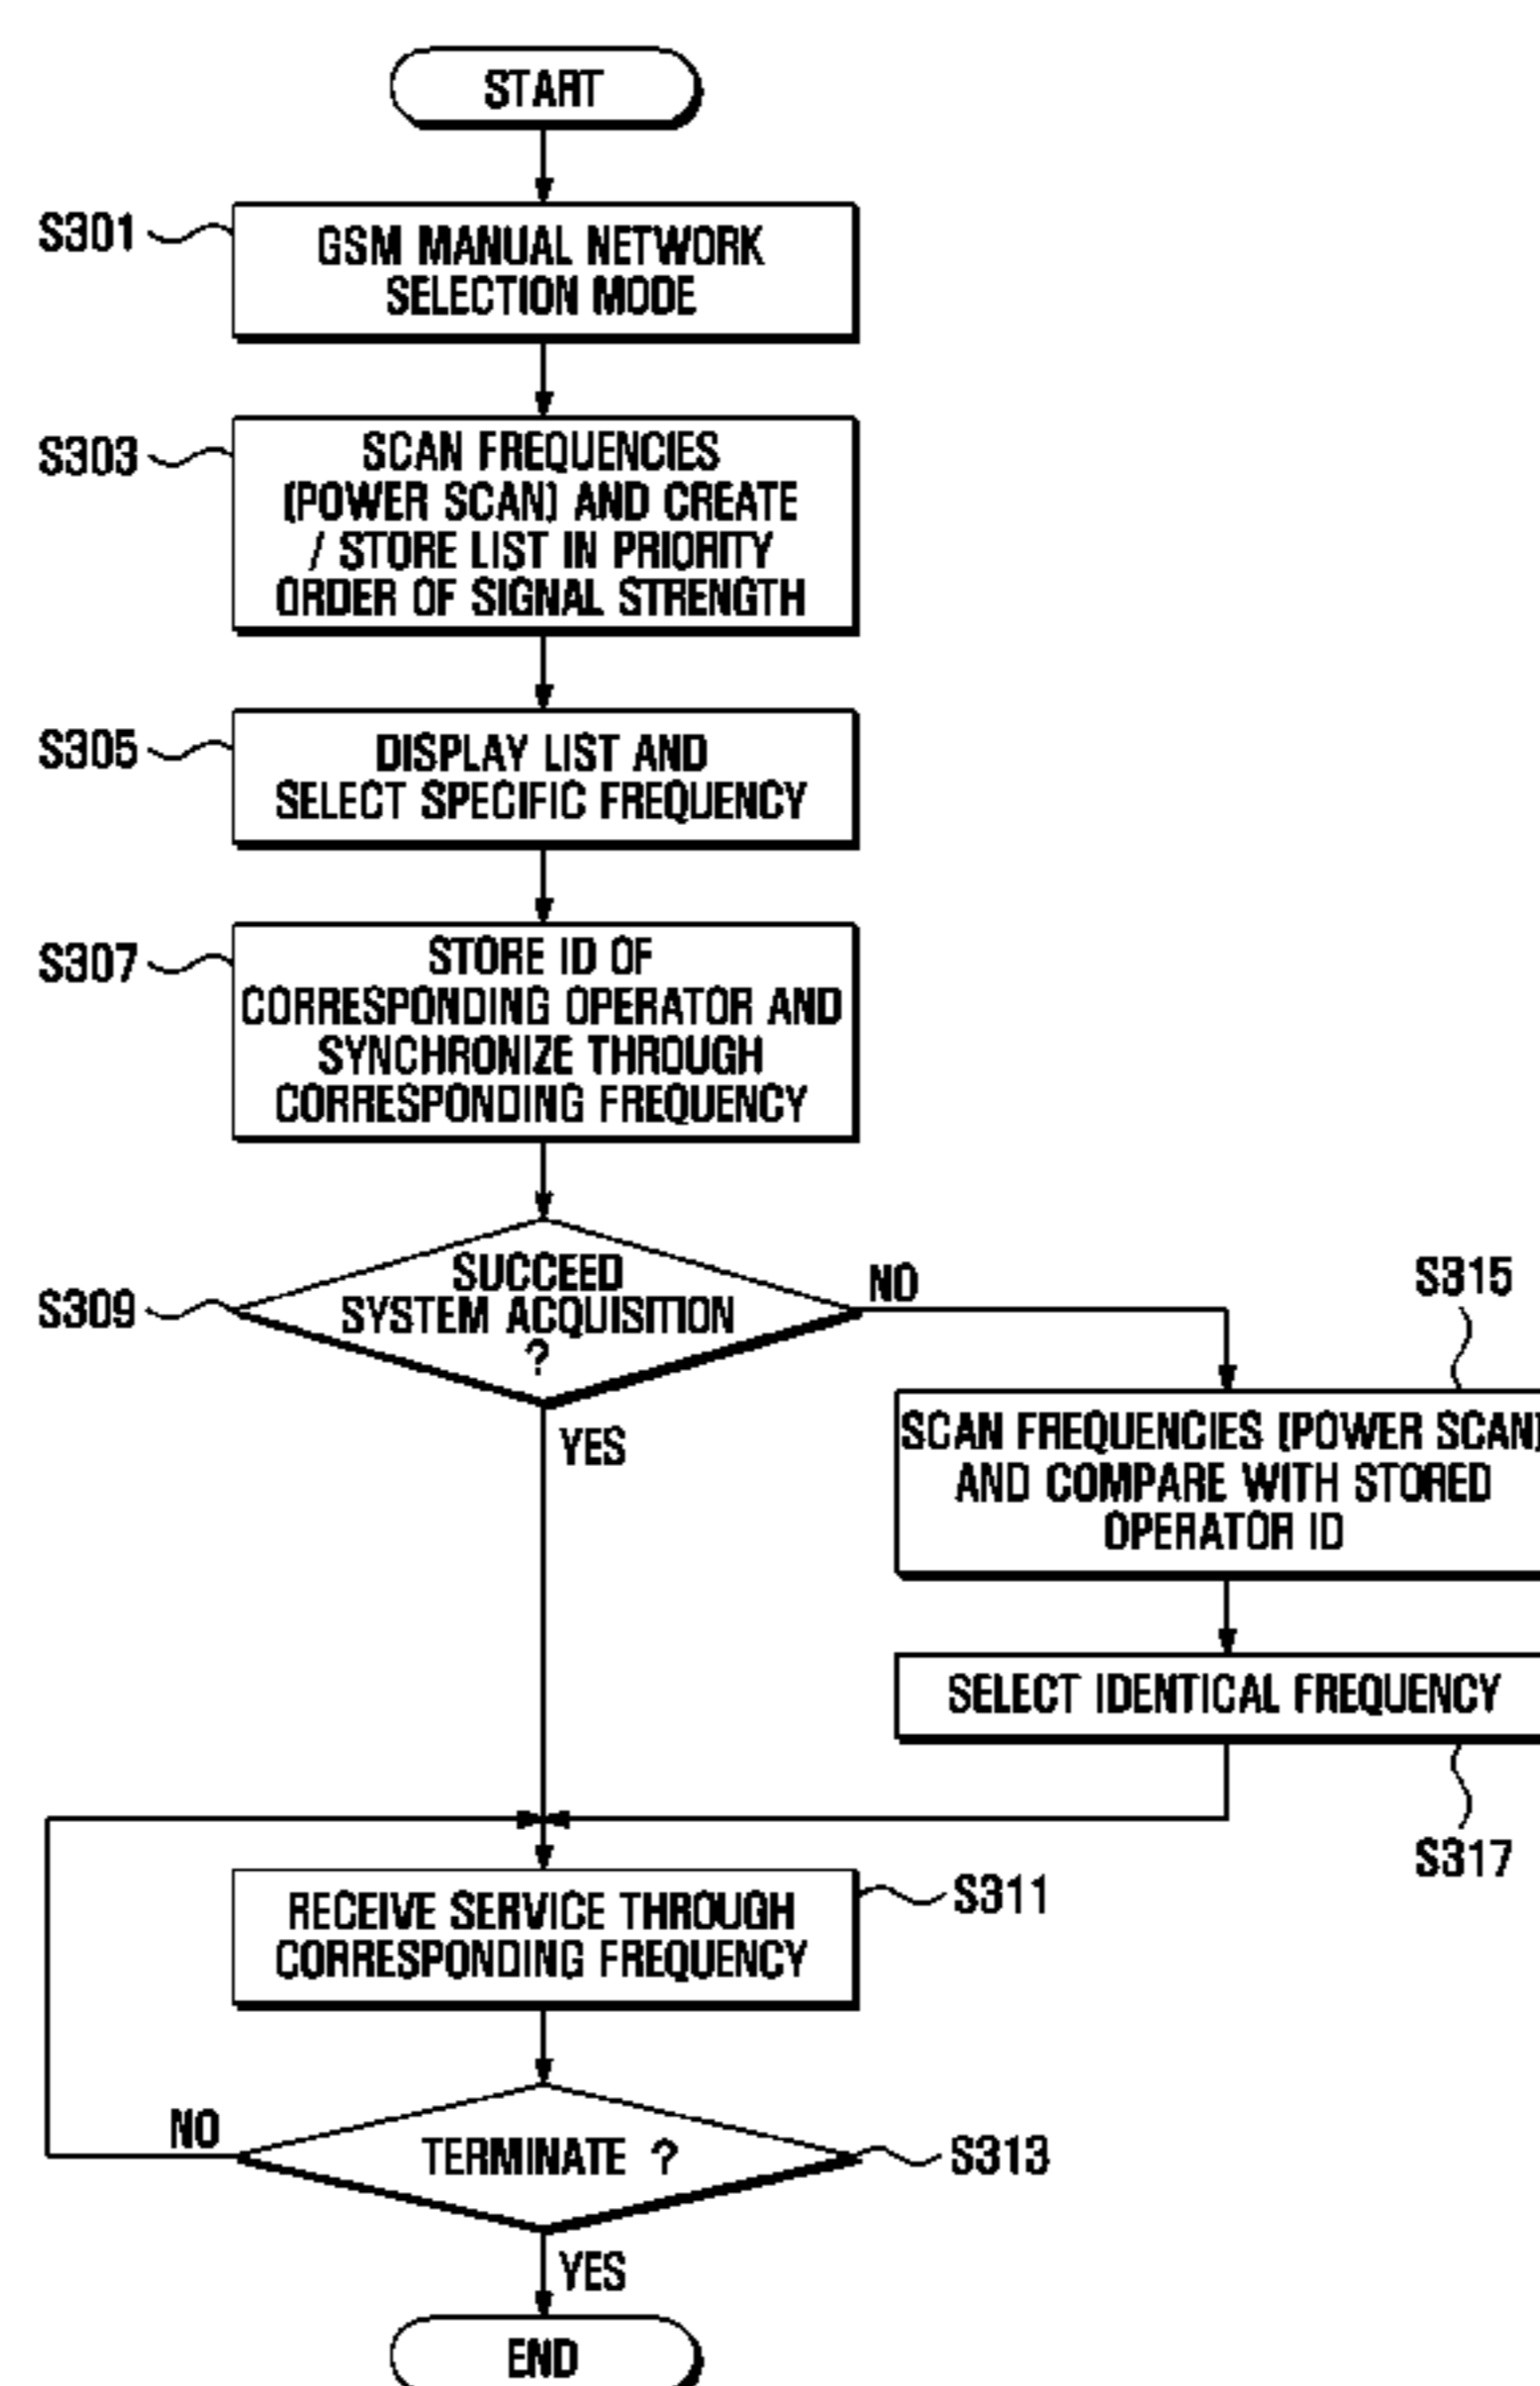 START
S301
GSM MANUAL NETWORK
SELECTION MODE
S303
SCAN FREQUENCIES
(POWER SCAN) AND CREATE
/ STORE LIST IN PRIORITY
ORDER OF SIGNAL STRENGTH
S305
DISPLAY LIST AND
SELECT SPECIFIC FREQUENCY
S307
STORE ID OF
CORRESPONDING OPERATOR AND
SYNCHRONIZE THROUGH
CORRESPONDING FREQUENCY
S309
SUCCEED
SYSTEM ACQUISITION
?
NO
YES
S315
SCAN FREQUENCIES (POWER SCAN)
AND COMPARE WITH STORED
OPERATOR ID
SELECT IDENTICAL FREQUENCY
S317
RECEIVE SERVICE THROUGH
CORRESPONDING FREQUENCY
S311
NO
TERMINATE ?
S313
YES
END